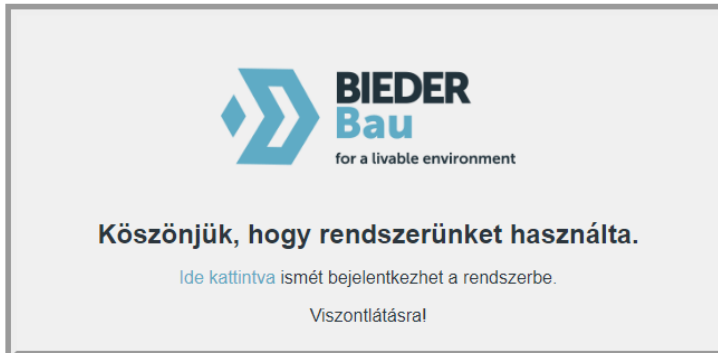 BIEDER
Bau
for a livable environment
Köszönjük, hogy rendszerünket használta.
Ide kattintva ismét bejelentkezhet a rendszerbe.
Viszontlátásra!